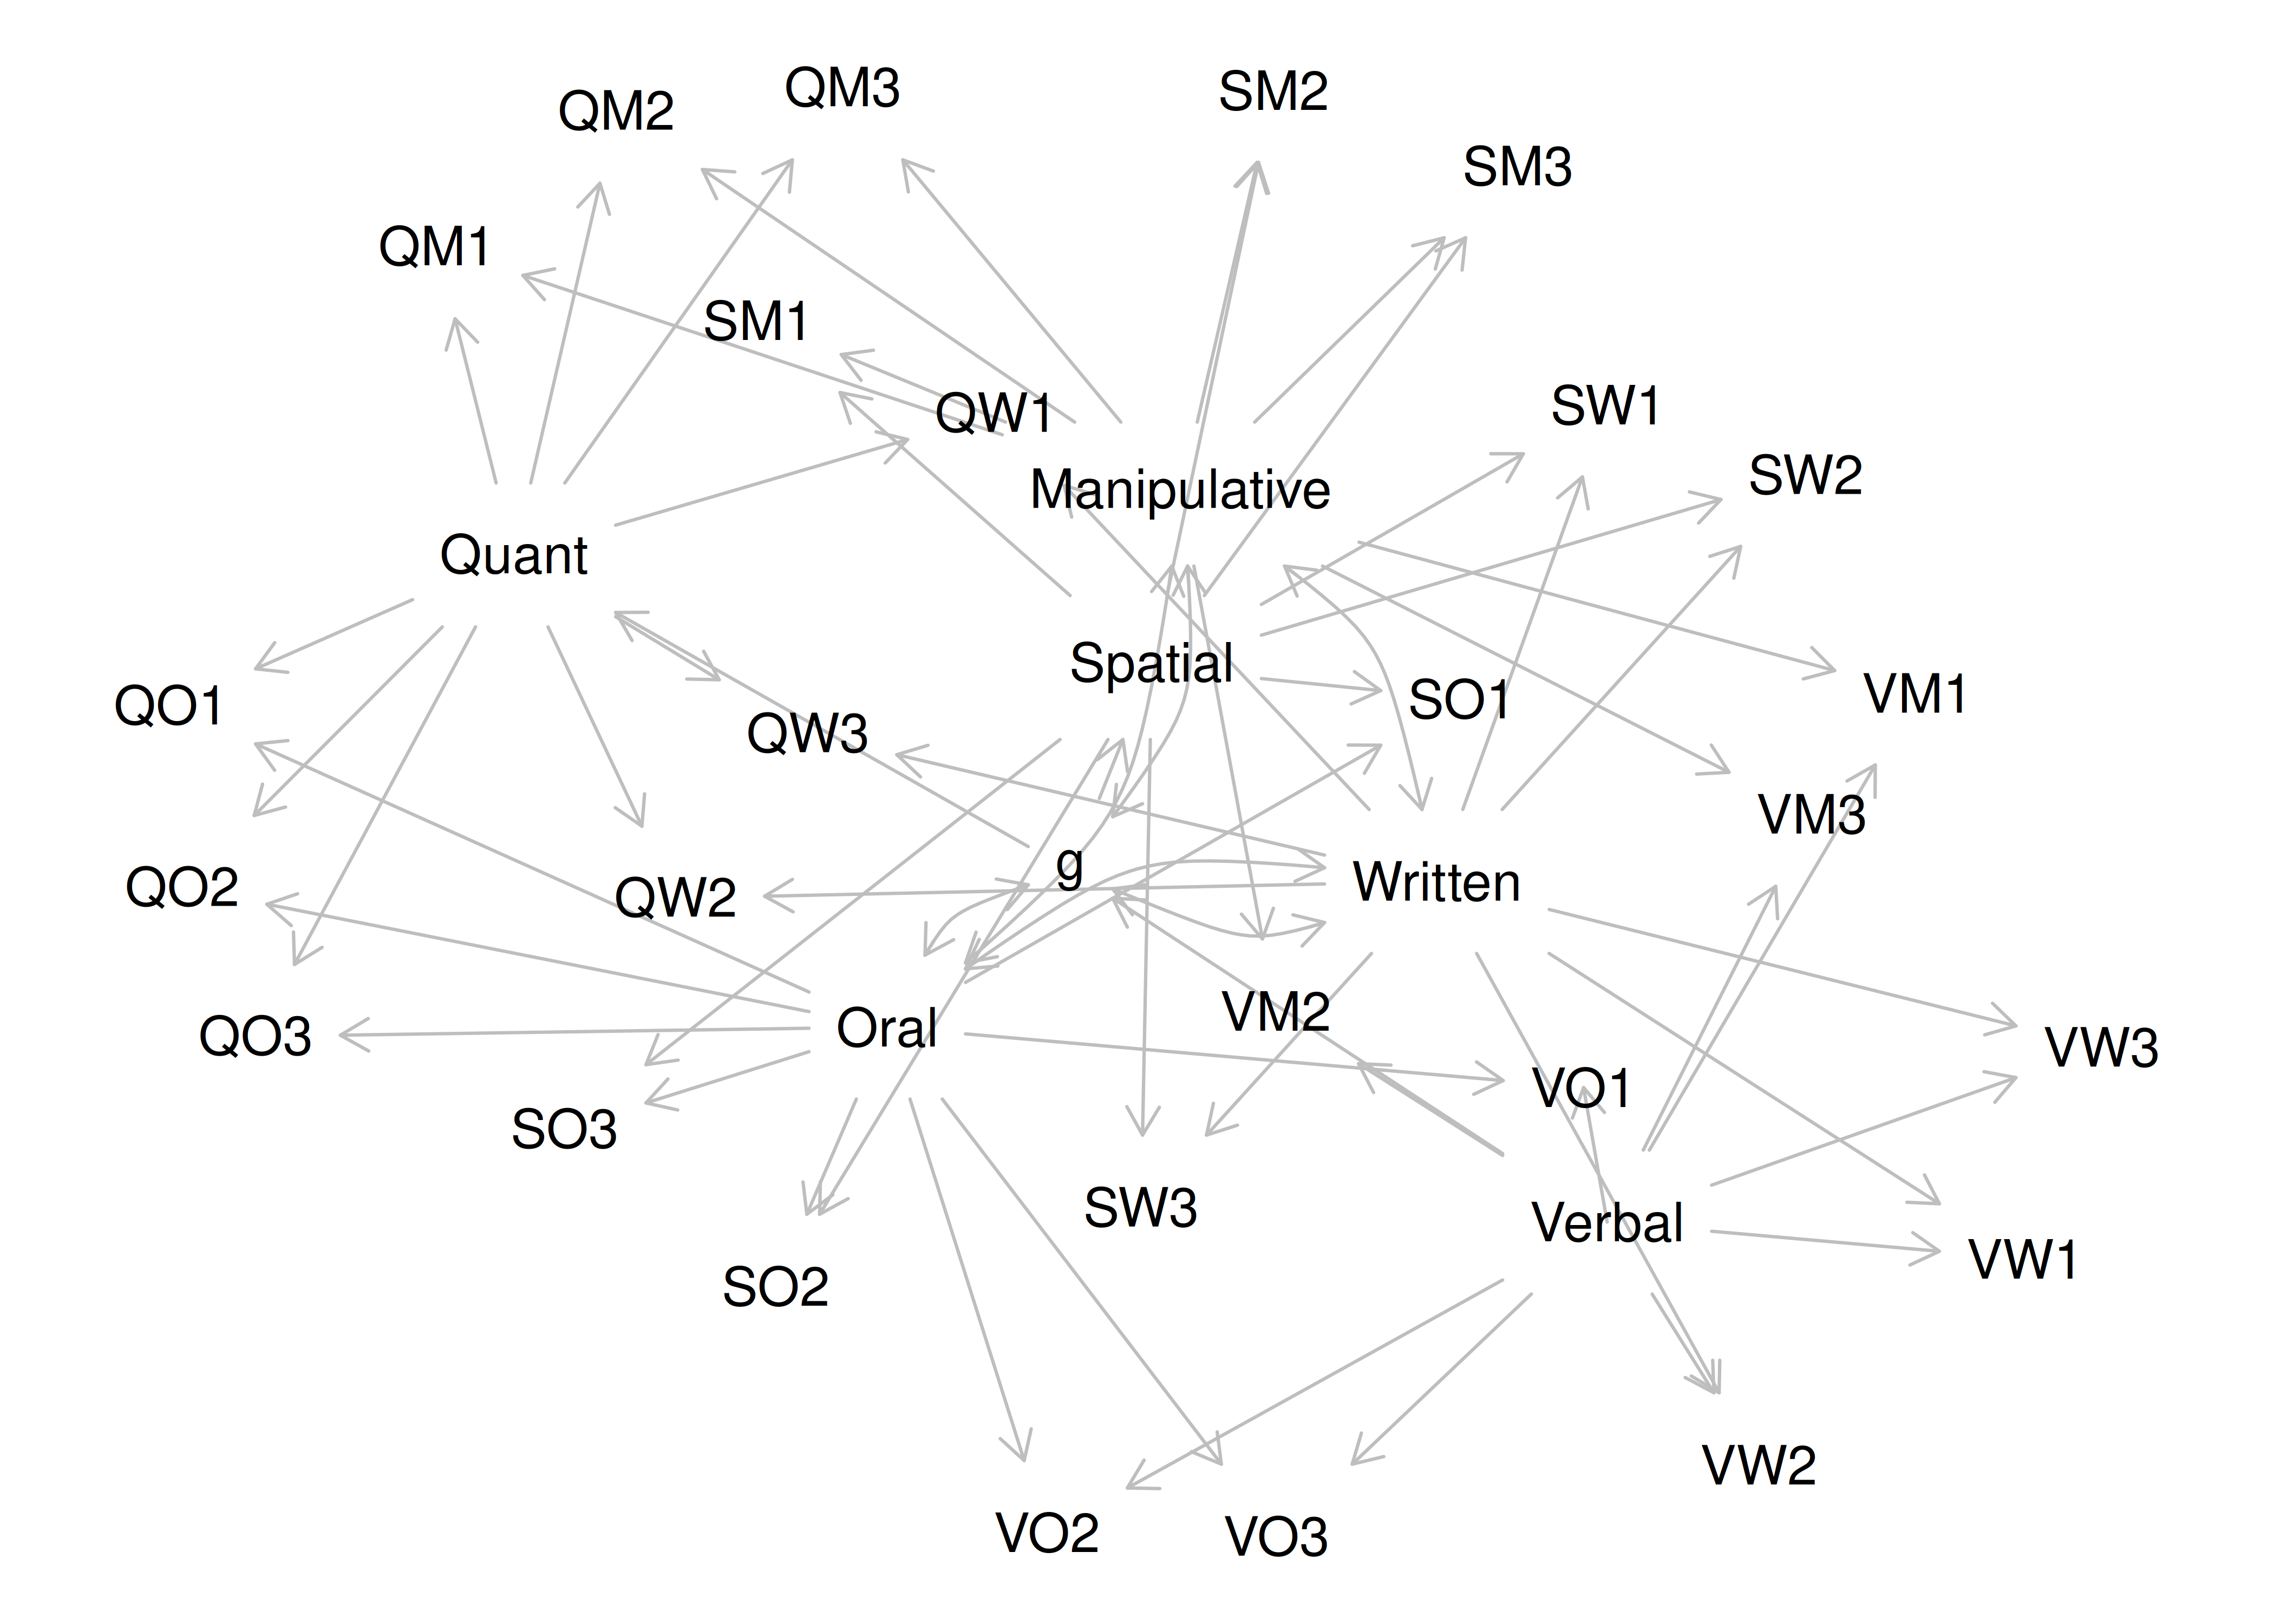 QM3
SM2
QM2
SM3
QM1
SM1
SW1
QW1
SW2
Manipulative
Quant
Spatial
VM1
SO1
QO1
QW3
VM3
g
Written
QO2
QW2
VM2
Oral
QO3
VW3
VO1
SO3
SW3
Verbal
VW1
SO2
VW2
VO2
VO3